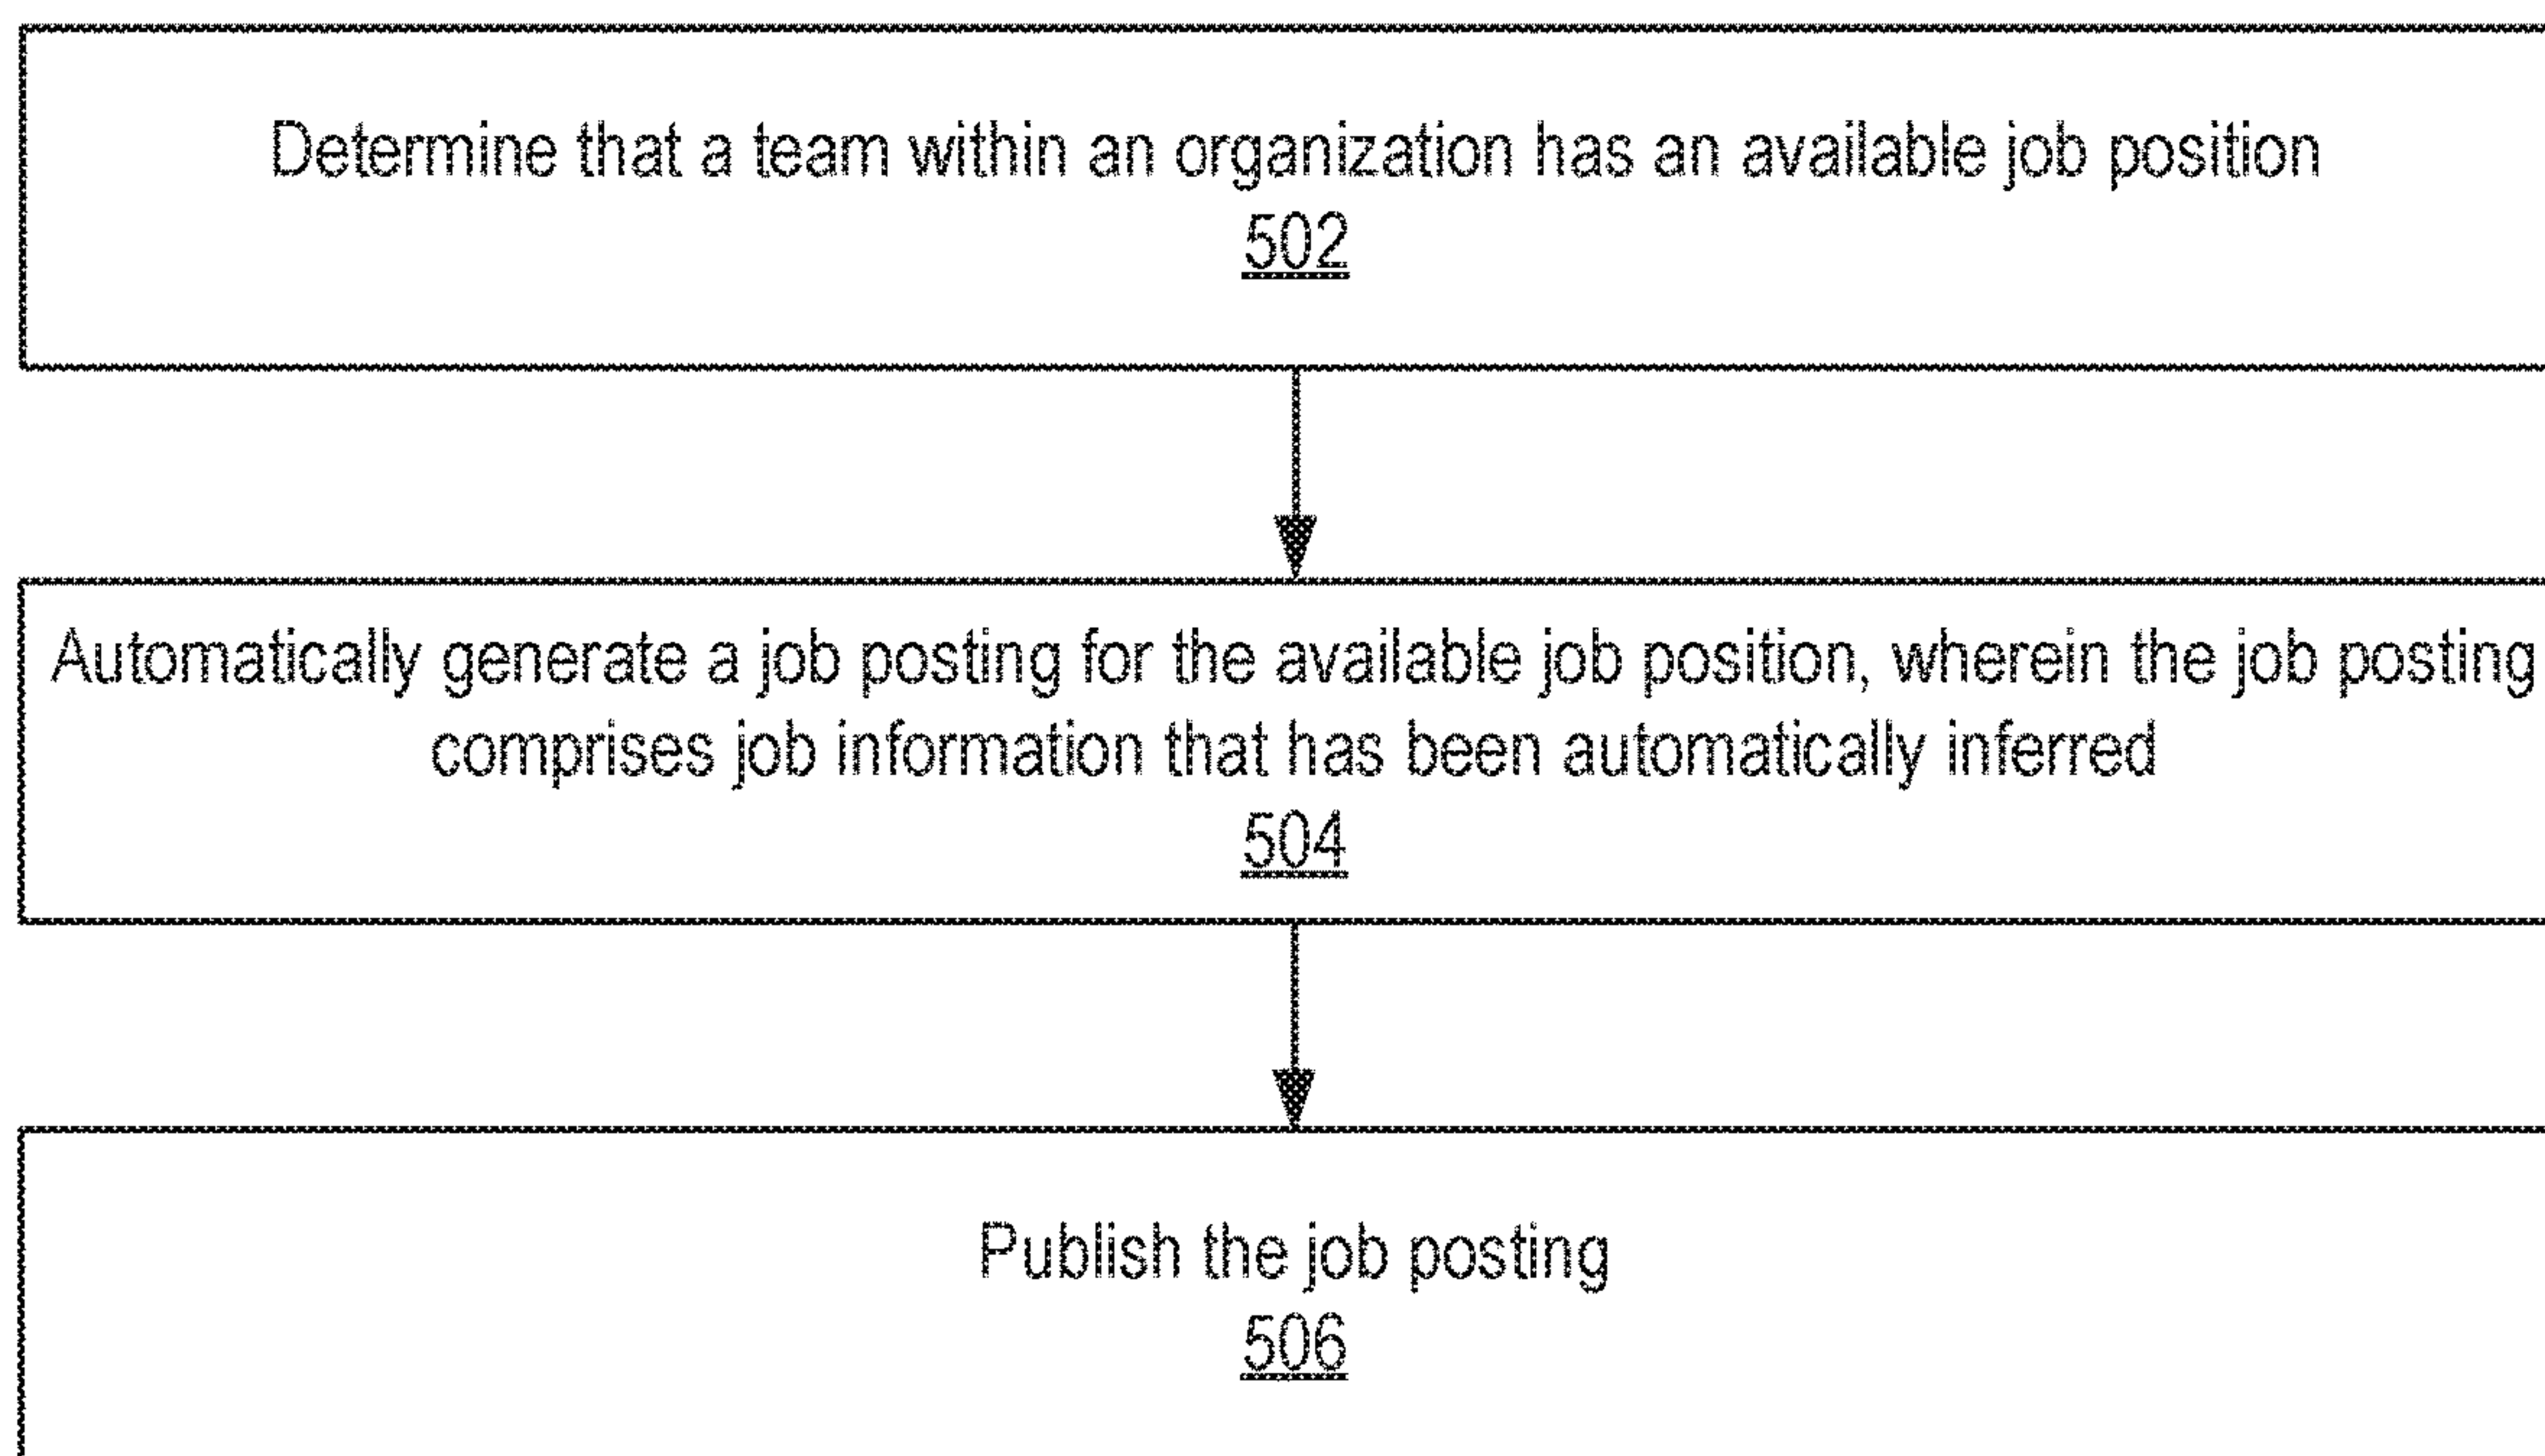 Determine that a team within an organization has an available job position
502
Automatically generate a job posting for the available job position, wherein the job posting
comprises job information that has been automatically inferred
504
Publish the job posting
506